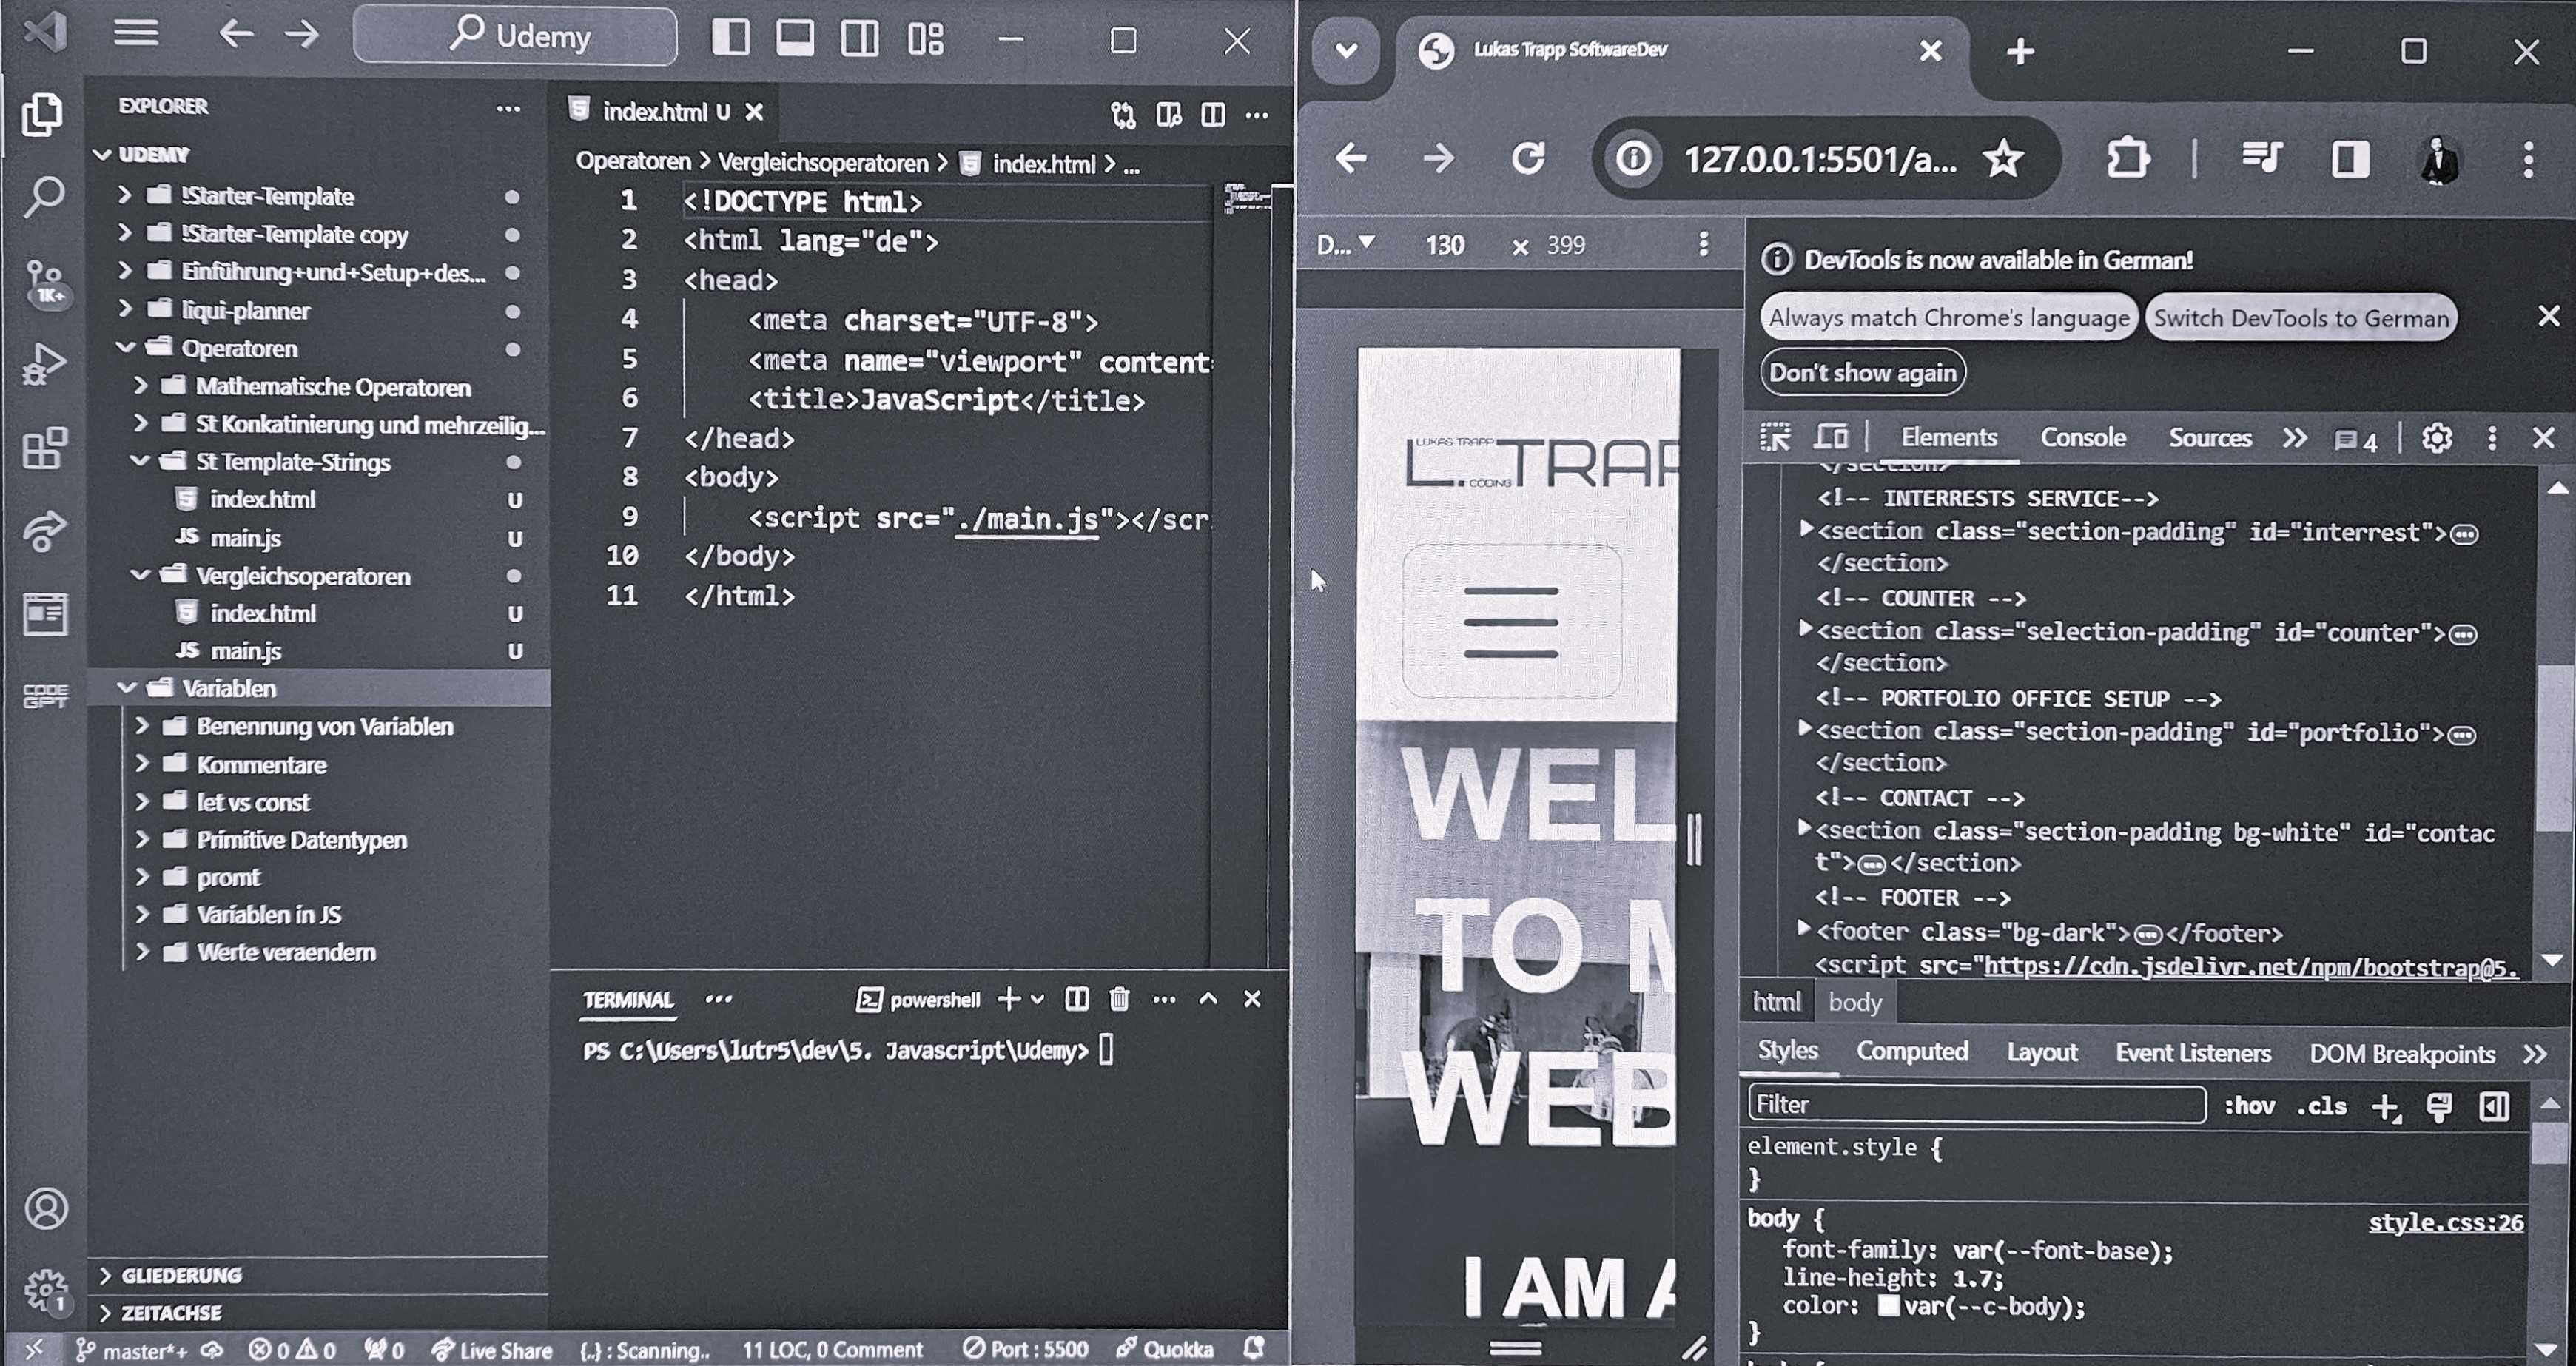 Udemy
EXPLORER
UDEMY
!Starter-Template
!Starter-Template copy
Einführung+und+Setup+des...
liqui-planner
Operatoren
Mathematische Operatoren
St Konkatinierung und mehrzeilig...
St Template-Strings
index.html U
JS main.js U
Vergleichsoperatoren
index.html U
JS main.js U
Variablen
Benennung von Variablen
Kommentare
let vs const
Primitive Datentypen
promt
Variablen in JS
Werte veraendern
GLIEDERUNG
ZEITACHSE
1K+
CODE
GPT
1
index.html U
Operatoren > Vergleichsoperatoren > index.html > ...
1 <!DOCTYPE html>
2 <html lang="de">
3 <head>
4 <meta charset="UTF-8">
5 <meta name="viewport" content
6 <title>JavaScript</title>
7 </head>
8 <body>
9 <script src="./main.js"></scr
10 </body>
11 </html>
TERMINAL ... powershell
PS C:\Users\lutr5\dev\5. Javascript\Udemy>
master*+ 0 0 0 Live Share {..} : Scanning.. 11 LOC, 0 Comment Port : 5500 Quokka
Lukas Trapp SoftwareDev
127.0.0.1:5501/a...
D... 130 × 399
LUKAS TRAPP
L.TRAP
CODING
WEL
TO M
WEB
I AM A
DevTools is now available in German!
Always match Chrome's language
Switch DevTools to German
Don't show again
Elements Console Sources 4
</section>
<!-- INTERRESTS SERVICE-->
<section class="section-padding" id="interrest">
</section>
<!-- COUNTER -->
<section class="selection-padding" id="counter">
</section>
<!-- PORTFOLIO OFFICE SETUP -->
<section class="section-padding" id="portfolio">
</section>
<!-- CONTACT -->
<section class="section-padding bg-white" id="contac
t"></section>
<!-- FOOTER -->
<footer class="bg-dark"></footer>
<script src="https://cdn.jsdelivr.net/npm/bootstrap@5.
html body
Styles Computed Layout Event Listeners DOM Breakpoints
Filter :hov .cls
element.style {
}
body { style.css:26
font-family: var(--font-base);
line-height: 1.7;
color: var(--c-body);
}